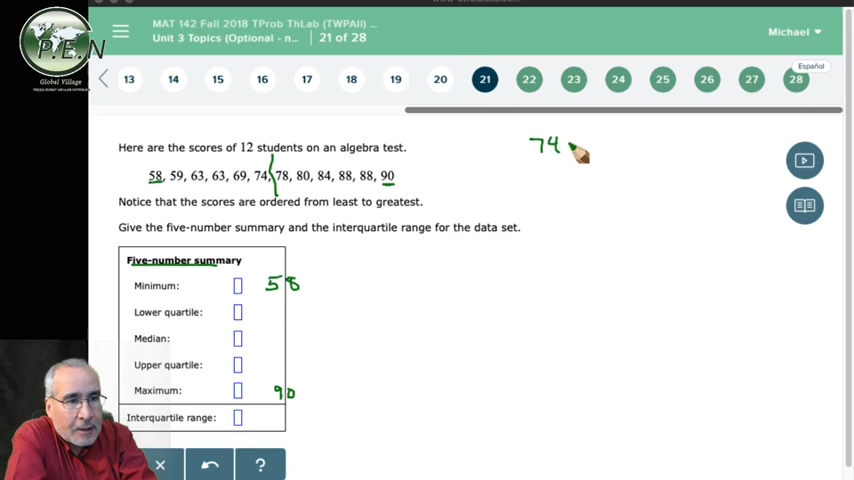 MAT 142 Fall 2018 TProb ThLab (TWPAII) ...
Unit 3 Topics (Optional - n... 21 of 28
Michael
P.E.N
Global Village
Español
13 14 15 16 17 18 19 20 21 22 23 24 25 26 27 28
Here are the scores of 12 students on an algebra test.
74
58, 59, 63, 63, 69, 74, 78, 80, 84, 88, 88, 90
Notice that the scores are ordered from least to greatest.
Give the five-number summary and the interquartile range for the data set.
Five-number summary
Minimum: 58
Lower quartile:
Median:
Upper quartile:
Maximum: 90
Interquartile range:
?